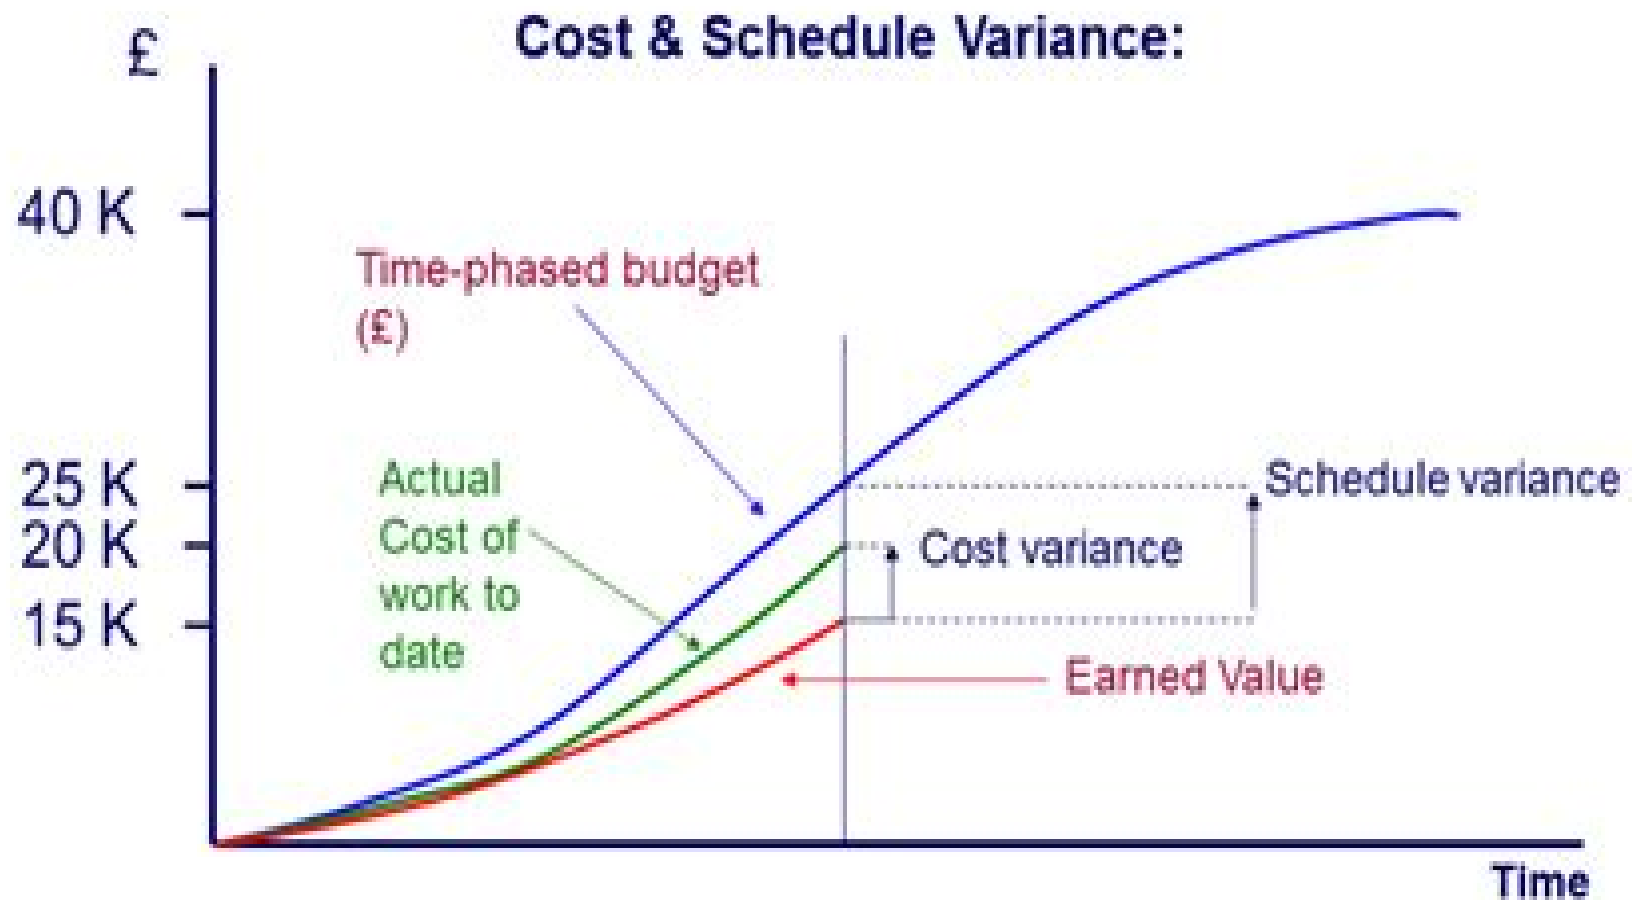 Cost & Schedule Variance:
£
40 K
Time-phased budget
(£)
25 K
20 K
15 K
Actual
Cost of
work to
date
Schedule variance
Cost variance
Earned Value
Time